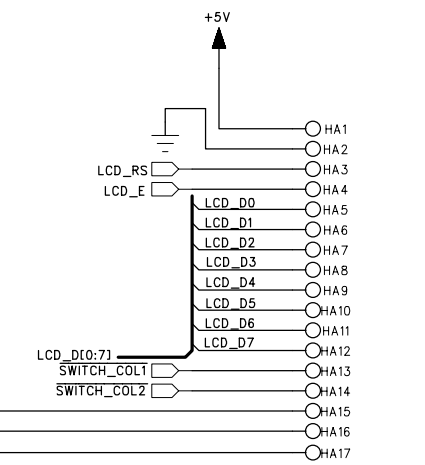 +5V
HA1
HA2
LCD_RS HA3
LCD_E HA4
LCD_D0 HA5
LCD_D1 HA6
LCD_D2 HA7
LCD_D3 HA8
LCD_D4 HA9
LCD_D5 HA10
LCD_D6 HA11
LCD_D7 HA12
LCD_D[0:7]
SWITCH_COL1 HA13
SWITCH_COL2 HA14
HA15
HA16
HA17